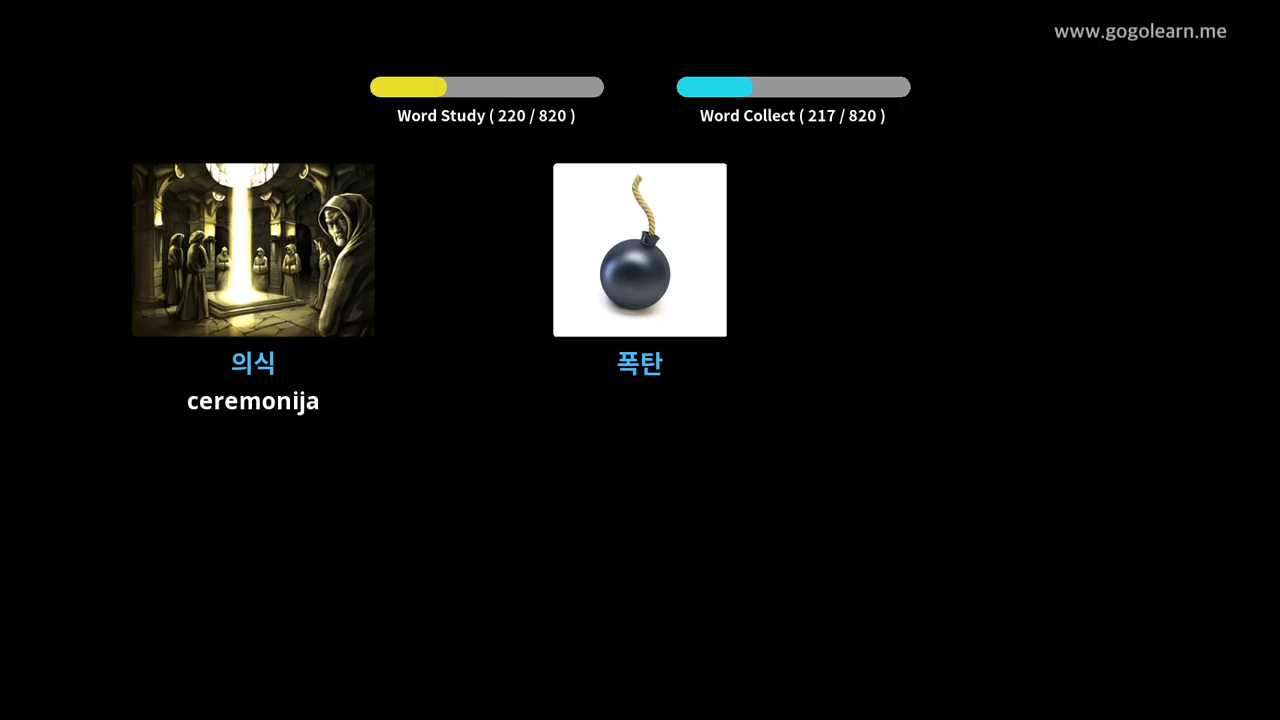 www.gogolearn.me
Word Study ( 220 / 820 )
Word Collect ( 217 / 820 )
의식
ceremonija
폭탄